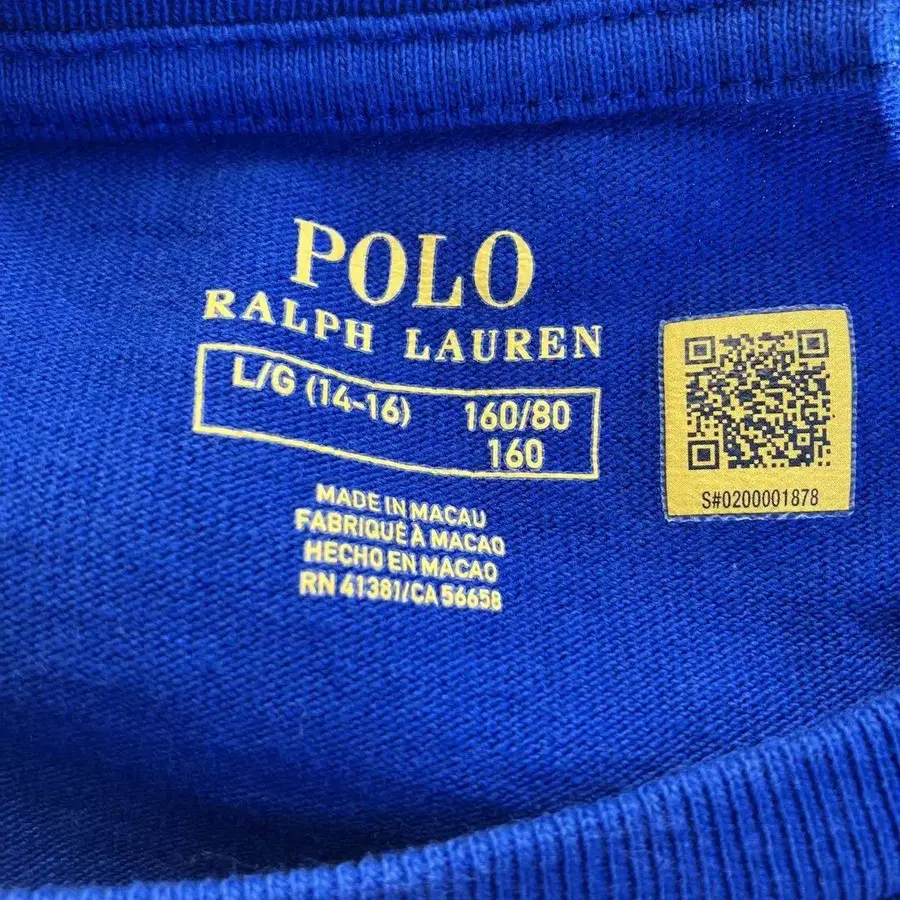 POLO
RALPH LAUREN
L/G (14-16) 160/80
160
MADE IN MACAU
FABRIQUÉ À MACAO
HECHO EN MACAO
RN 41381/CA 56658
S#0200001878